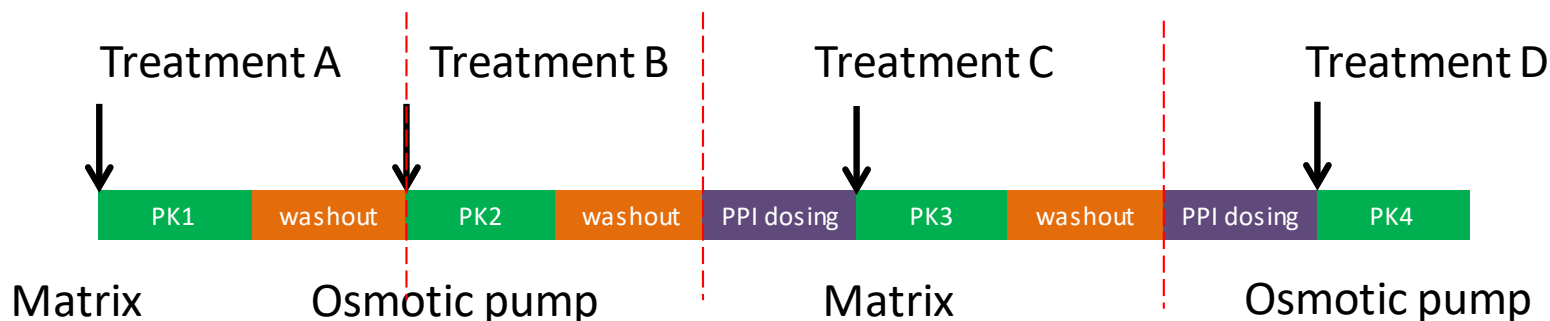 Treatment A Treatment B Treatment C Treatment D
PK1 washout PK2 washout PPI dosing PK3 washout PPI dosing PK4
Matrix Osmotic pump Matrix Osmotic pump